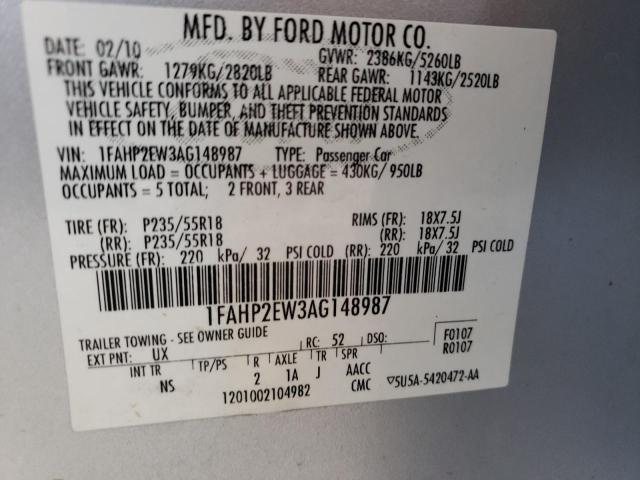 MFD. BY FORD MOTOR CO.
DATE: 02/10 GVWR: 2386KG/5260LB
FRONT GAWR: 1279KG/2820LB REAR GAWR: 1143KG/2520LB
THIS VEHICLE CONFORMS TO ALL APPLICABLE FEDERAL MOTOR
VEHICLE SAFETY, BUMPER, AND THEFT PREVENTION STANDARDS
IN EFFECT ON THE DATE OF MANUFACTURE SHOWN ABOVE.
VIN: 1FAHP2EW3AG148987 TYPE: Passenger Car
MAXIMUM LOAD = OCCUPANTS + LUGGAGE = 430KG/ 950LB
OCCUPANTS = 5 TOTAL; 2 FRONT, 3 REAR
TIRE (FR): P235/55R18 RIMS (FR): 18X7.5J
(RR): P235/55R18 (RR): 18X7.5J
PRESSURE (FR): 220 kPa/ 32 PSI COLD (RR): 220 kPa/ 32 PSI COLD
1FAHP2EW3AG148987
TRAILER TOWING - SEE OWNER GUIDE
EXT PNT: UX RC: 52 DSO: F0107
R0107
INT TR TP/PS R AXLE TR SPR
NS 2 1A J AACC
1201002104982 CMC ▽5U5A-5420472-AA